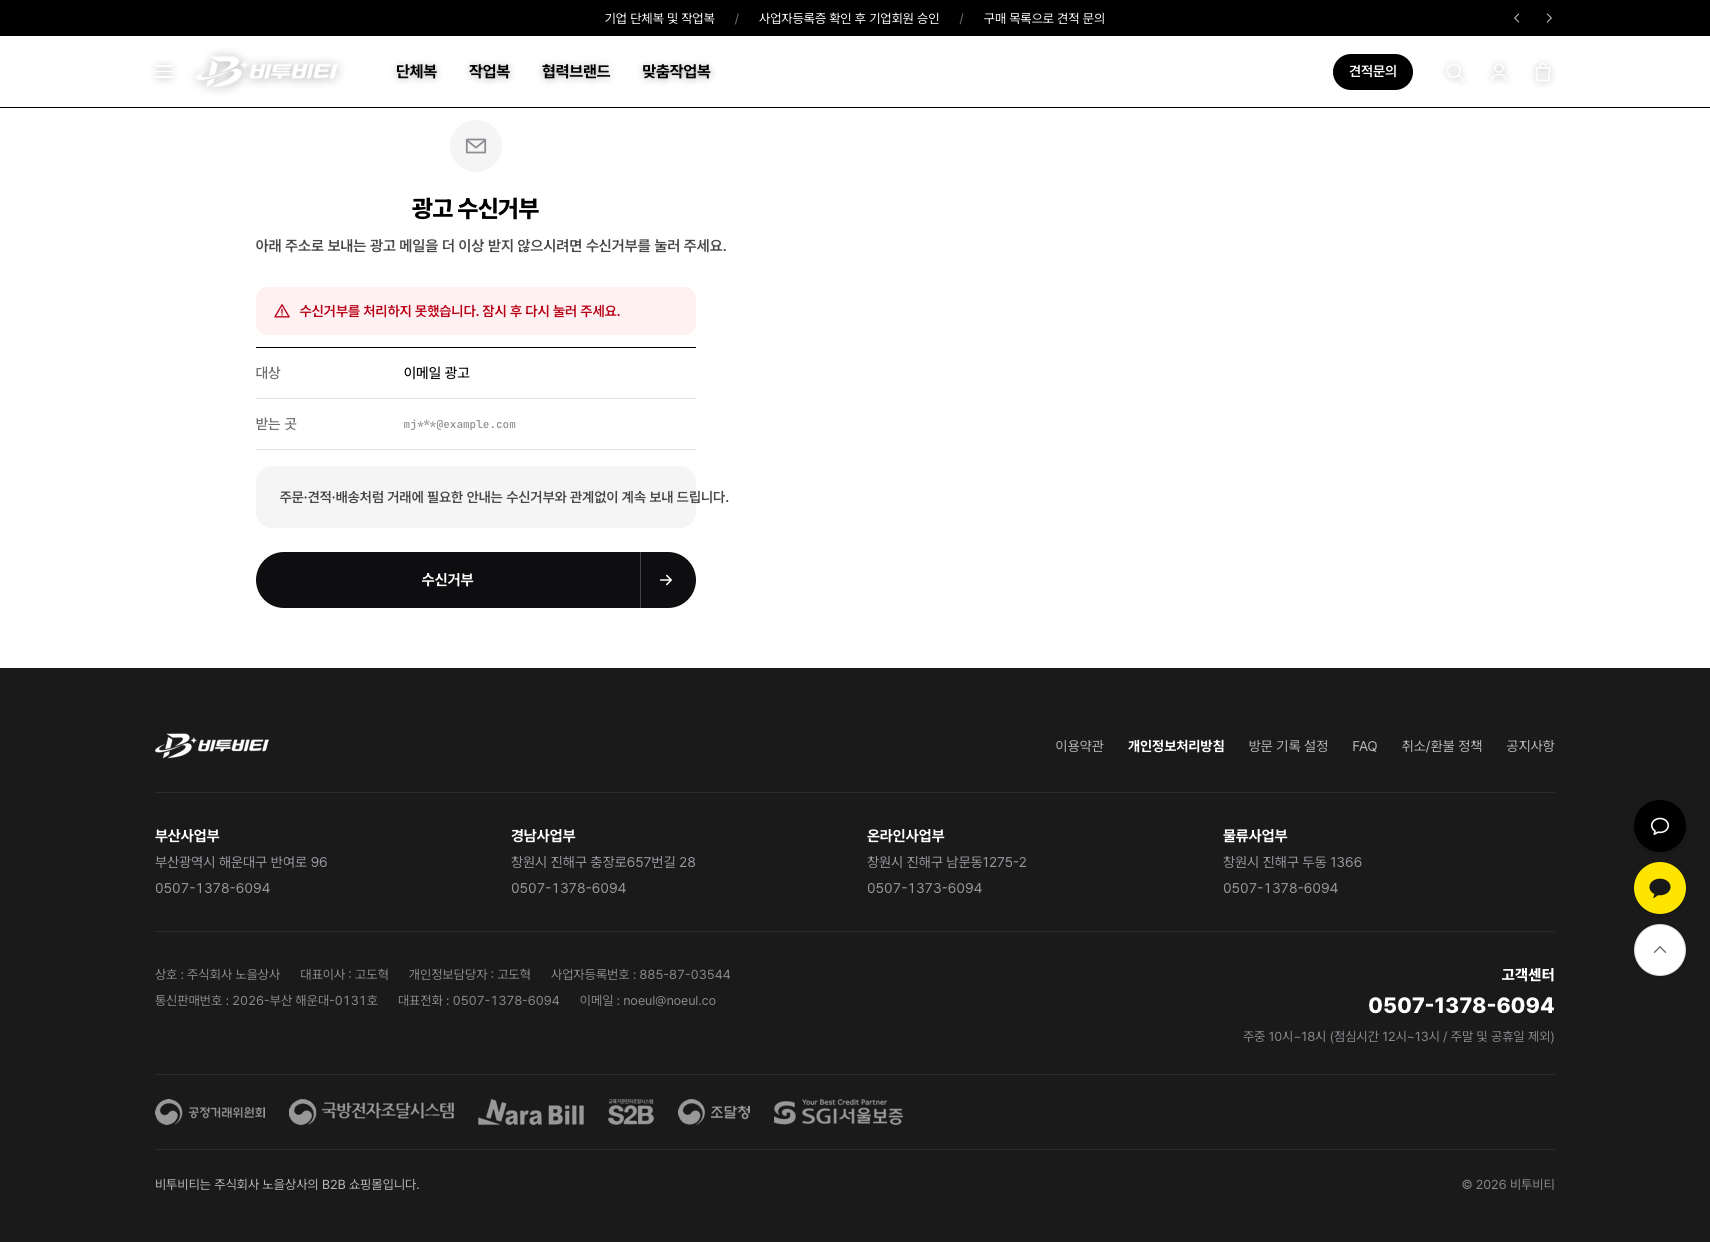 기업 단체복 및 작업복 / 사업자등록증 확인 후 기업회원 승인 / 구매 목록으로 견적 문의
비투비티 단체복 작업복 협력브랜드 맞춤작업복 견적문의
광고 수신거부
아래 주소로 보내는 광고 메일을 더 이상 받지 않으시려면 수신거부를 눌러 주세요.
수신거부를 처리하지 못했습니다. 잠시 후 다시 눌러 주세요.
대상 이메일 광고
받는 곳 mj***@example.com
주문·견적·배송처럼 거래에 필요한 안내는 수신거부와 관계없이 계속 보내 드립니다.
수신거부
비투비티 이용약관 개인정보처리방침 방문 기록 설정 FAQ 취소/환불 정책 공지사항
부산사업부 경남사업부 온라인사업부 물류사업부
부산광역시 해운대구 반여로 96 창원시 진해구 충장로657번길 28 창원시 진해구 남문동1275-2 창원시 진해구 두동 1366
0507-1378-6094 0507-1378-6094 0507-1373-6094 0507-1378-6094
상호 : 주식회사 노을상사 대표이사 : 고도혁 개인정보담당자 : 고도혁 사업자등록번호 : 885-87-03544
통신판매번호 : 2026-부산 해운대-0131호 대표전화 : 0507-1378-6094 이메일 : noeul@noeul.co
고객센터
0507-1378-6094
주중 10시~18시 (점심시간 12시~13시 / 주말 및 공휴일 제외)
공정거래위원회 국방전자조달시스템 Nara Bill S2B 조달청 Your Best Credit Partner SGI서울보증
비투비티는 주식회사 노을상사의 B2B 쇼핑몰입니다. © 2026 비투비티